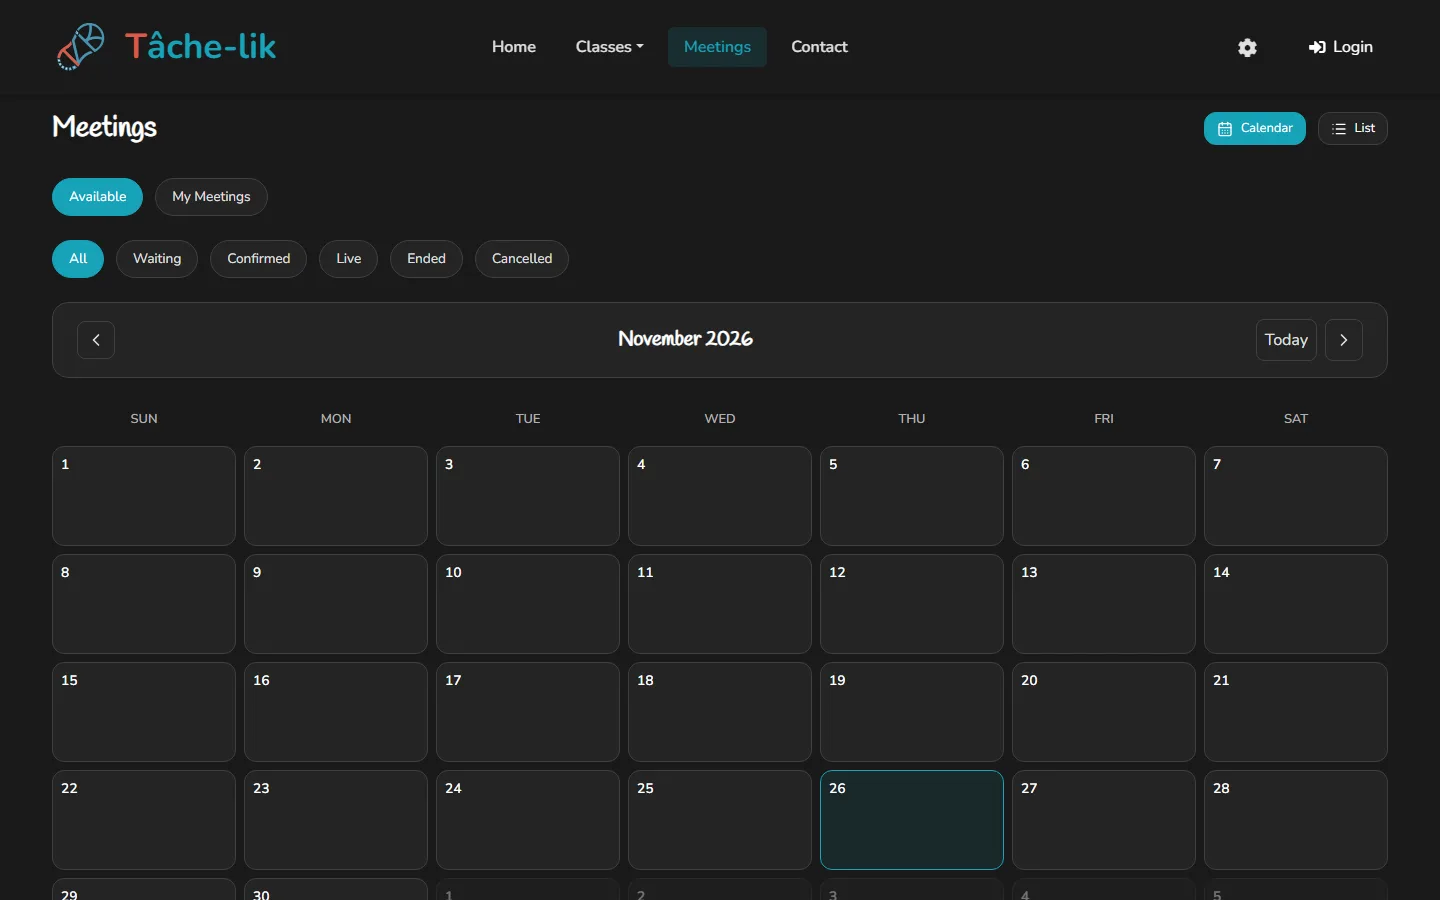 Tâche-lik
Home Classes Meetings Contact Login
Meetings
Calendar List
Available My Meetings
All Waiting Confirmed Live Ended Cancelled
November 2026 Today
SUN MON TUE WED THU FRI SAT
1 2 3 4 5 6 7
8 9 10 11 12 13 14
15 16 17 18 19 20 21
22 23 24 25 26 27 28
29 30 1 2 3 4 5